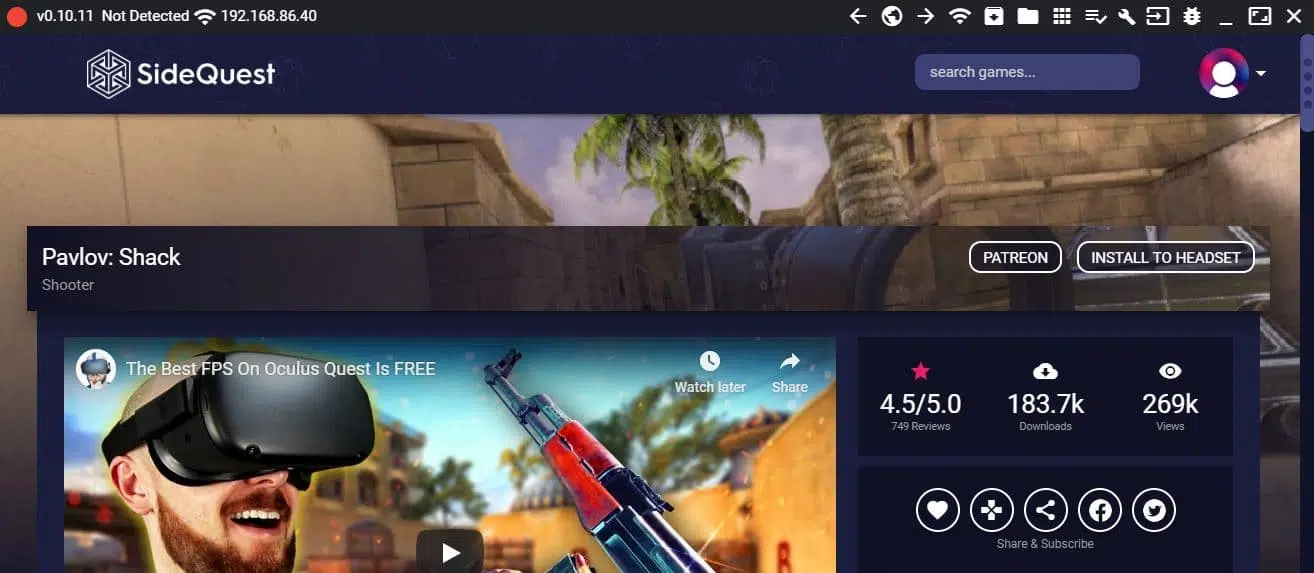 v0.10.11 Not Detected 192.168.86.40
SideQuest
search games...
Pavlov: Shack
Shooter
PATREON
INSTALL TO HEADSET
The Best FPS On Oculus Quest Is FREE
Watch later
Share
4.5/5.0
749 Reviews
183.7k
Downloads
269k
Views
Share & Subscribe